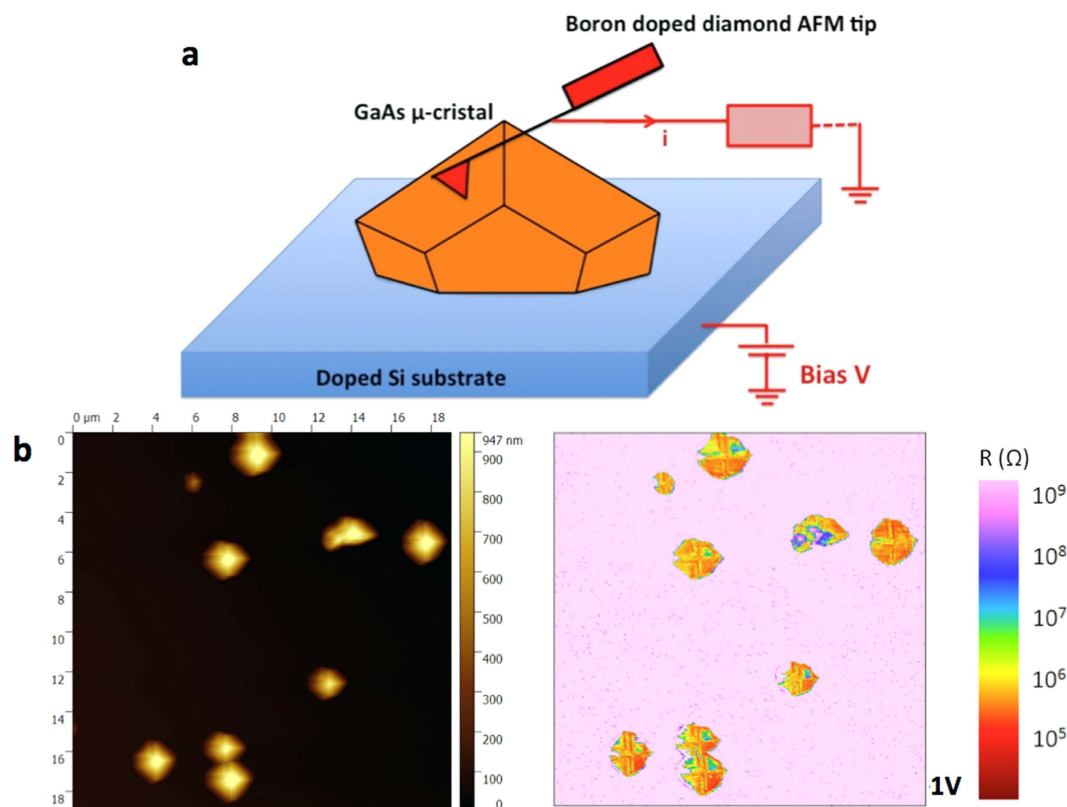 a
Boron doped diamond AFM tip
GaAs μ-cristal
i
Doped Si substrate
Bias V
b
0 μm 2 4 6 8 10 12 14 16 18
0
2
4
6
8
10
12
14
16
18
947 nm
900
800
700
600
500
400
300
200
100
0
R (Ω)
10⁹
10⁸
10⁷
10⁶
10⁵
1V